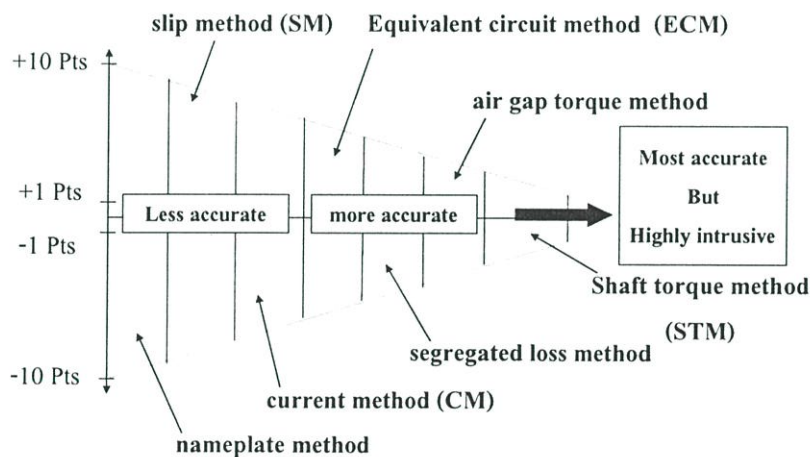 slip method (SM)
Equivalent circuit method (ECM)
+10 Pts
air gap torque method
Most accurate
But
Highly intrusive
+1 Pts
Less accurate
more accurate
-1 Pts
Shaft torque method
(STM)
segregated loss method
-10 Pts
current method (CM)
nameplate method